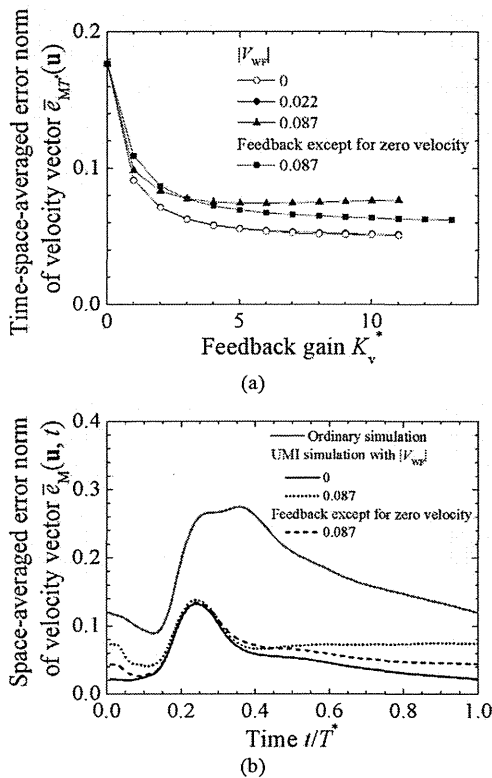 0.2
0.1
0.0
Time-space-averaged error norm
of velocity vector ē_MT*(u)
|V_WF|
0
0.022
0.087
Feedback except for zero velocity
0.087
0 5 10
Feedback gain K_v*
(a)
0.4
0.3
0.2
0.1
0.0
Space-averaged error norm
of velocity vector ē_M(u, t)
Ordinary simulation
UMI simulation with |V_WF|
0
0.087
Feedback except for zero velocity
0.087
0.0 0.2 0.4 0.6 0.8 1.0
Time t/T*
(b)